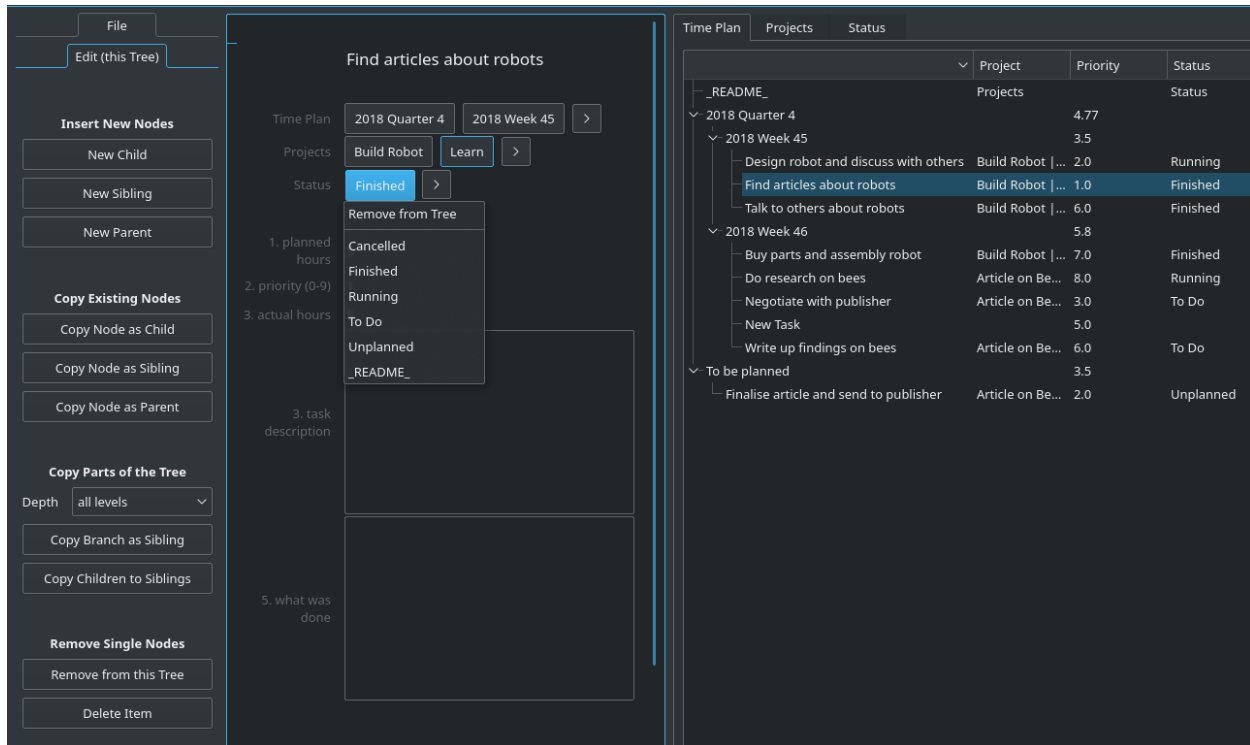 File
Edit (this Tree)
Insert New Nodes
New Child
New Sibling
New Parent
Copy Existing Nodes
Copy Node as Child
Copy Node as Sibling
Copy Node as Parent
Copy Parts of the Tree
Depth all levels
Copy Branch as Sibling
Copy Children to Siblings
Remove Single Nodes
Remove from this Tree
Delete Item
Find articles about robots
Time Plan 2018 Quarter 4 2018 Week 45 >
Projects Build Robot Learn >
Status Finished >
Remove from Tree
Cancelled
Finished
Running
To Do
Unplanned
_README_
1. planned
hours
2. priority (0-9)
3. actual hours
3. task
description
5. what was
done
Time Plan Projects Status
Project Priority Status
_README_ Projects Status
2018 Quarter 4 4.77
2018 Week 45 3.5
Design robot and discuss with others Build Robot |... 2.0 Running
Find articles about robots Build Robot |... 1.0 Finished
Talk to others about robots Build Robot |... 6.0 Finished
2018 Week 46 5.8
Buy parts and assembly robot Build Robot |... 7.0 Finished
Do research on bees Article on Be... 8.0 Running
Negotiate with publisher Article on Be... 3.0 To Do
New Task 5.0
Write up findings on bees Article on Be... 6.0 To Do
To be planned 3.5
Finalise article and send to publisher Article on Be... 2.0 Unplanned